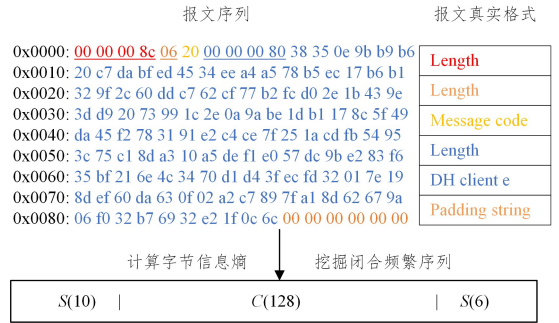 报文序列
报文真实格式
0x0000: 00 00 00 8c 06 20 00 00 00 80 38 35 0e 9b b9 b6
0x0010: 20 c7 da bf ed 45 34 ee a4 a5 78 b5 ec 17 b6 b1
0x0020: 32 9f 2c 60 dd c7 62 cf 77 b2 fc d0 2e 1b 43 9e
0x0030: 3d d9 20 73 99 1c 2e 0a 9a be 1d b1 17 8c 5f 49
0x0040: da 45 f2 78 31 91 e2 c4 ce 7f 25 1a cd fb 54 95
0x0050: 3c 75 c1 8d a3 10 a5 de f1 e0 57 dc 9b e2 83 f6
0x0060: 35 bf 21 6e 4c 34 70 d1 d4 3f ec fd 32 01 7e 19
0x0070: 8d ef 60 da 63 0f 02 a2 c7 89 7f a1 8d 62 67 9a
0x0080: 06 f0 32 b7 69 32 e2 1f 0c 6c 00 00 00 00 00 00
Length
Length
Message code
Length
DH client e
Padding string
计算字节信息熵
挖掘闭合频繁序列
S(10) | C(128) | S(6)